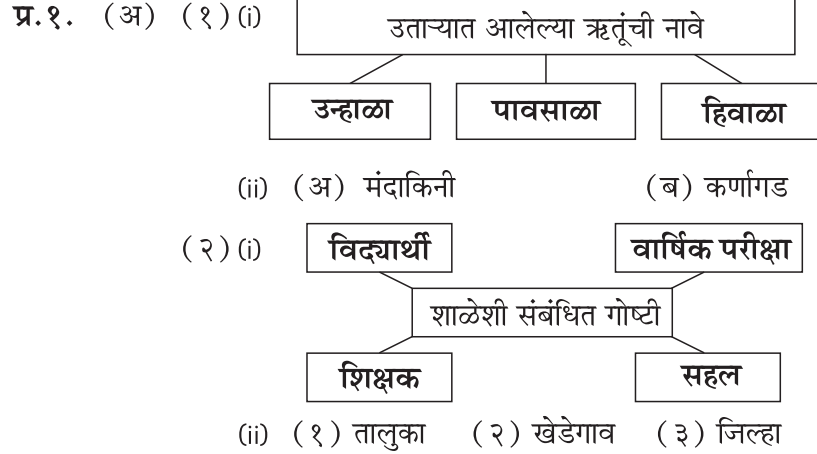 प्र.१. (अ) (१) (i) उताऱ्यात आलेल्या ऋतूंची नावे
उन्हाळा पावसाळा हिवाळा
(ii) (अ) मंदाकिनी (ब) कर्णागड
(२) (i) विद्यार्थी वार्षिक परीक्षा
शाळेशी संबंधित गोष्टी
शिक्षक सहल
(ii) (१) तालुका (२) खेडेगाव (३) जिल्हा